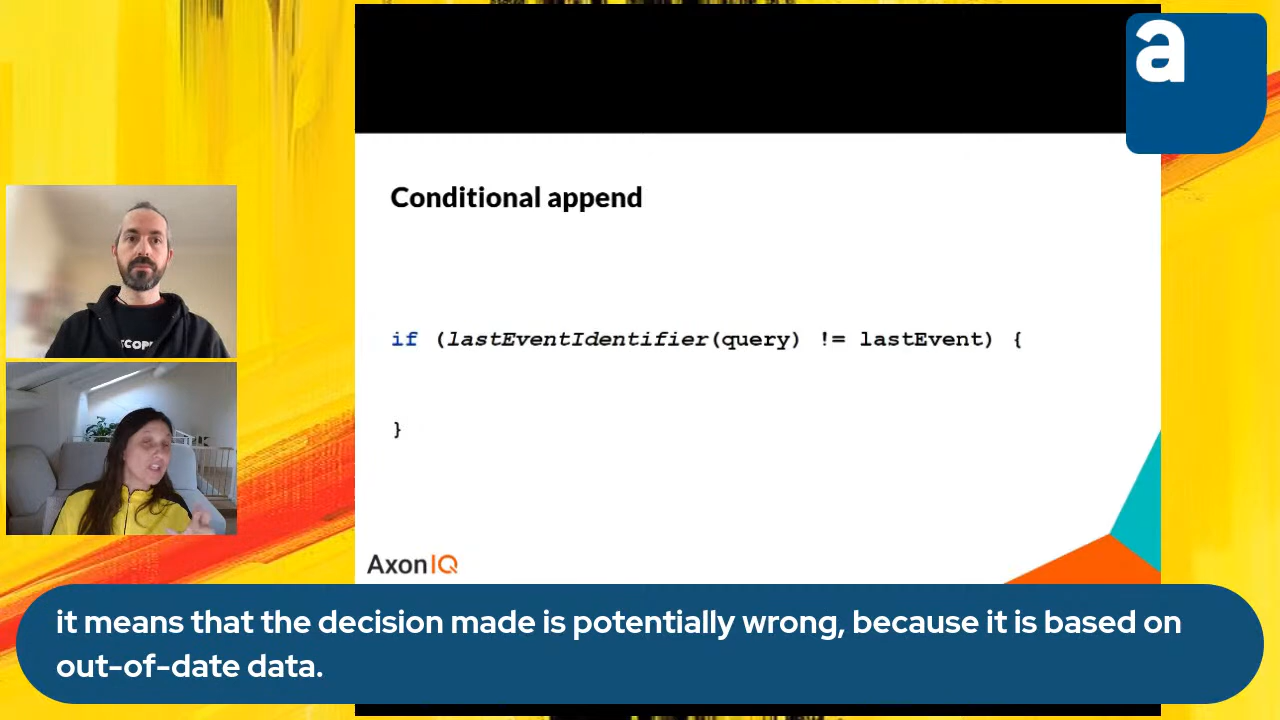 a
Conditional append
if (lastEventIdentifier(query) != lastEvent) {
}
AxonIQ
it means that the decision made is potentially wrong, because it is based on
out-of-date data.